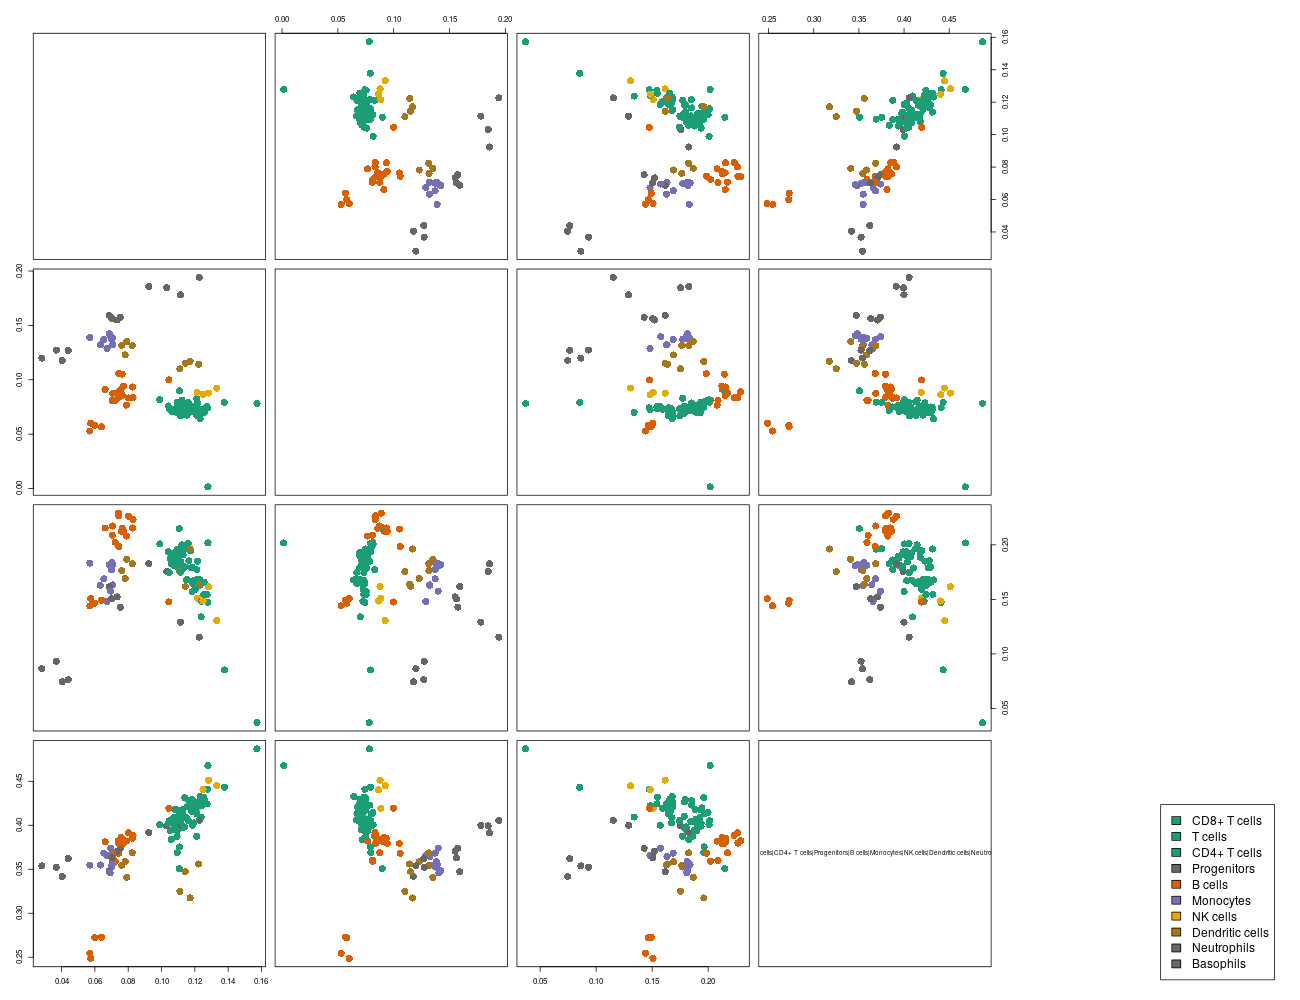 0.00 0.05 0.10 0.15 0.20
0.25 0.30 0.35 0.40 0.45
0.04 0.06 0.08 0.10 0.12 0.14 0.16
0.00 0.05 0.10 0.15 0.20
0.05 0.10 0.15 0.20
0.25 0.30 0.35 0.40 0.45
cells|CD4+ T cells|Progenitors|B cells|Monocytes|NK cells|Dendritic cells|Neutro
0.04 0.06 0.08 0.10 0.12 0.14 0.16
0.05 0.10 0.15 0.20
CD8+ T cells
T cells
CD4+ T cells
Progenitors
B cells
Monocytes
NK cells
Dendritic cells
Neutrophils
Basophils